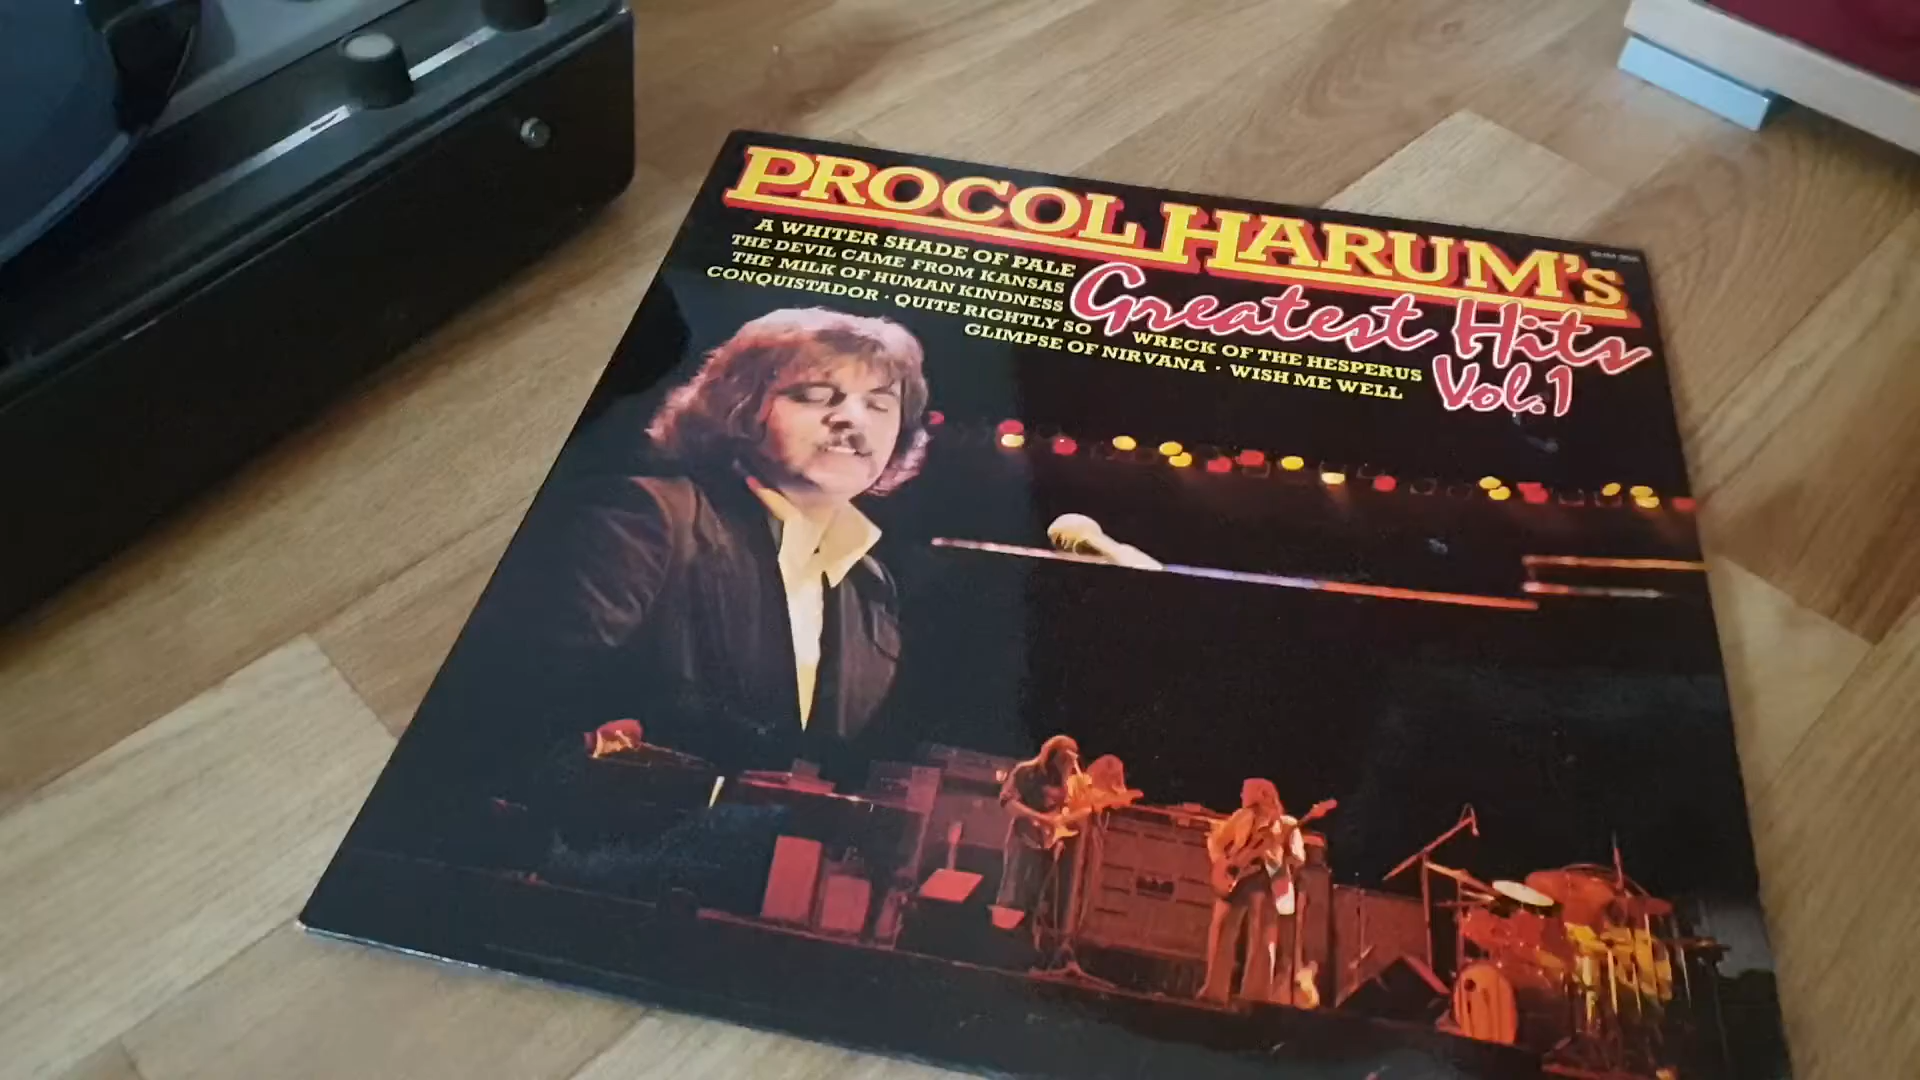 PROCOL HARUM's
Greatest Hits
Vol.1
A WHITER SHADE OF PALE
THE DEVIL CAME FROM KANSAS
THE MILK OF HUMAN KINDNESS
CONQUISTADOR · QUITE RIGHTLY SO
WRECK OF THE HESPERUS
GLIMPSE OF NIRVANA · WISH ME WELL